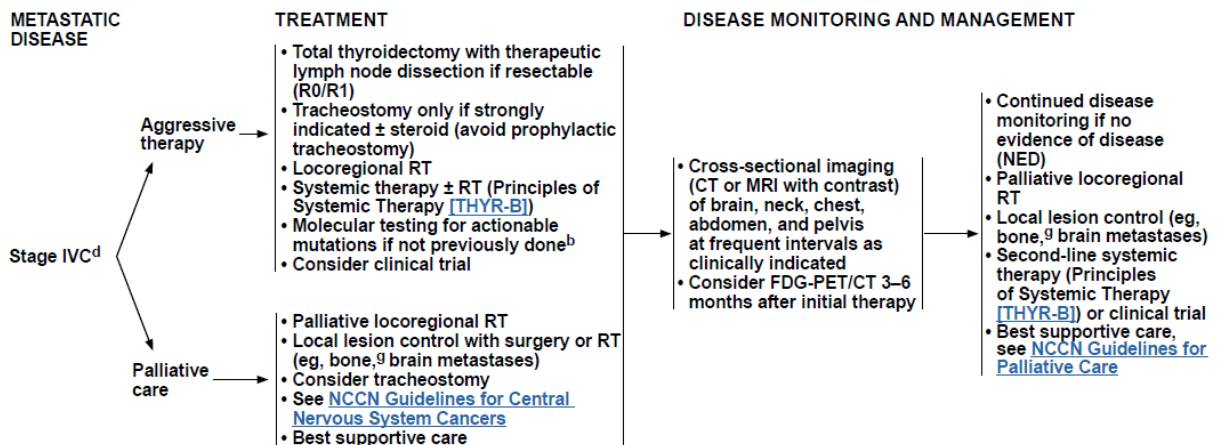 METASTATIC
DISEASE
TREATMENT
DISEASE MONITORING AND MANAGEMENT
Stage IVCᵈ
Aggressive
therapy
• Total thyroidectomy with therapeutic
lymph node dissection if resectable
(R0/R1)
• Tracheostomy only if strongly
indicated ± steroid (avoid prophylactic
tracheostomy)
• Locoregional RT
• Systemic therapy ± RT (Principles of
Systemic Therapy [THYR-B])
• Molecular testing for actionable
mutations if not previously doneᵇ
• Consider clinical trial
Palliative
care
• Palliative locoregional RT
• Local lesion control with surgery or RT
(eg, bone,ᵍ brain metastases)
• Consider tracheostomy
• See NCCN Guidelines for Central
Nervous System Cancers
• Best supportive care
• Cross-sectional imaging
(CT or MRI with contrast)
of brain, neck, chest,
abdomen, and pelvis
at frequent intervals as
clinically indicated
• Consider FDG-PET/CT 3–6
months after initial therapy
• Continued disease
monitoring if no
evidence of disease
(NED)
• Palliative locoregional
RT
• Local lesion control (eg,
bone,ᵍ brain metastases)
• Second-line systemic
therapy (Principles
of Systemic Therapy
[THYR-B]) or clinical trial
• Best supportive care,
see NCCN Guidelines for
Palliative Care